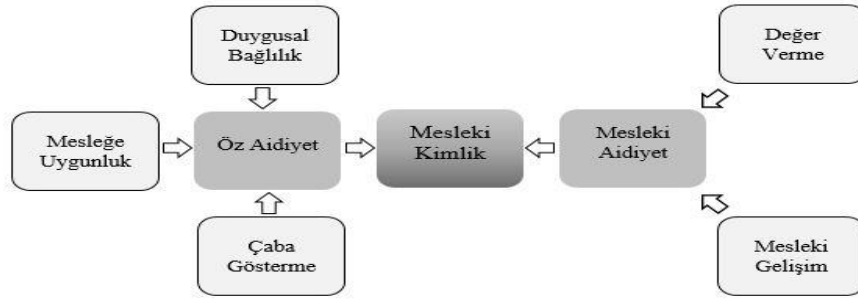 Duygusal
Bağlılık
Değer
Verme
Mesleğe
Uygunluk
Öz Aidiyet
Mesleki
Kimlik
Mesleki
Aidiyet
Çaba
Gösterme
Mesleki
Gelişim